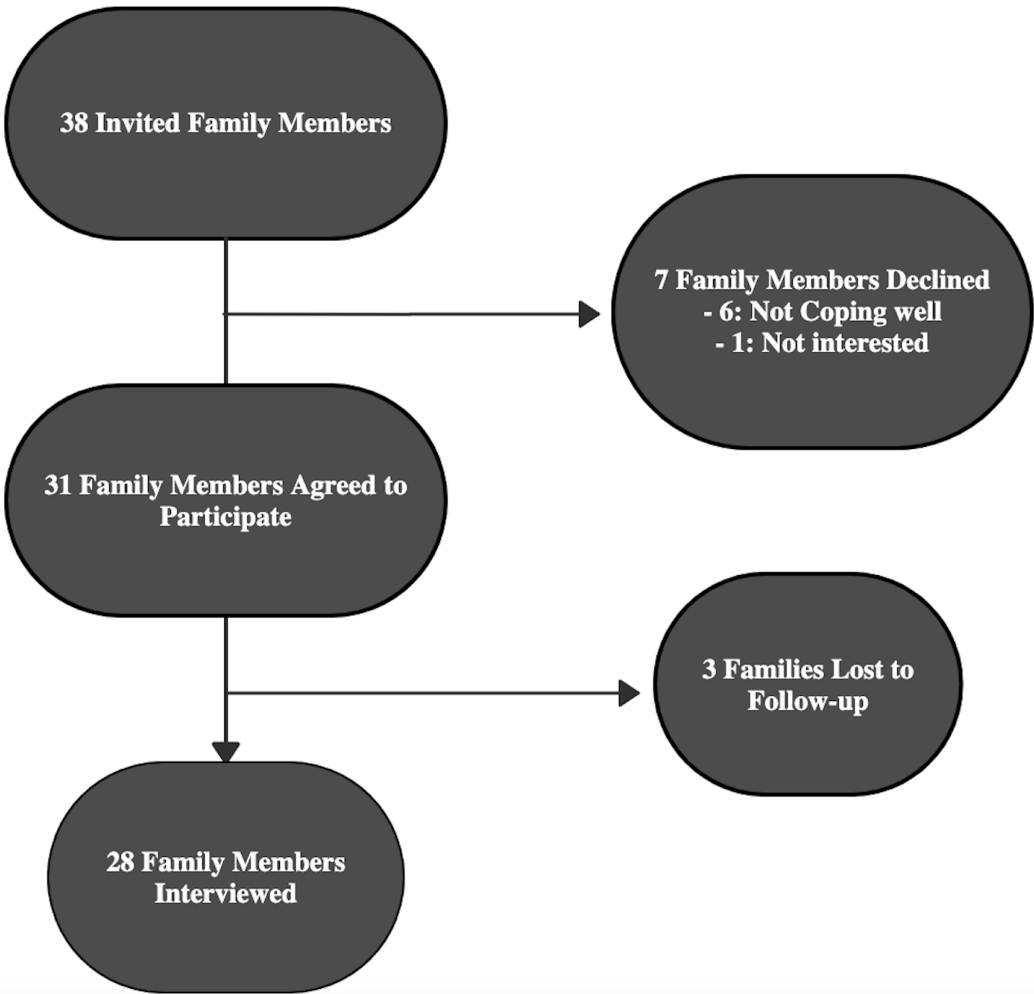 38 Invited Family Members
7 Family Members Declined
- 6: Not Coping well
- 1: Not interested
31 Family Members Agreed to
Participate
3 Families Lost to
Follow-up
28 Family Members
Interviewed